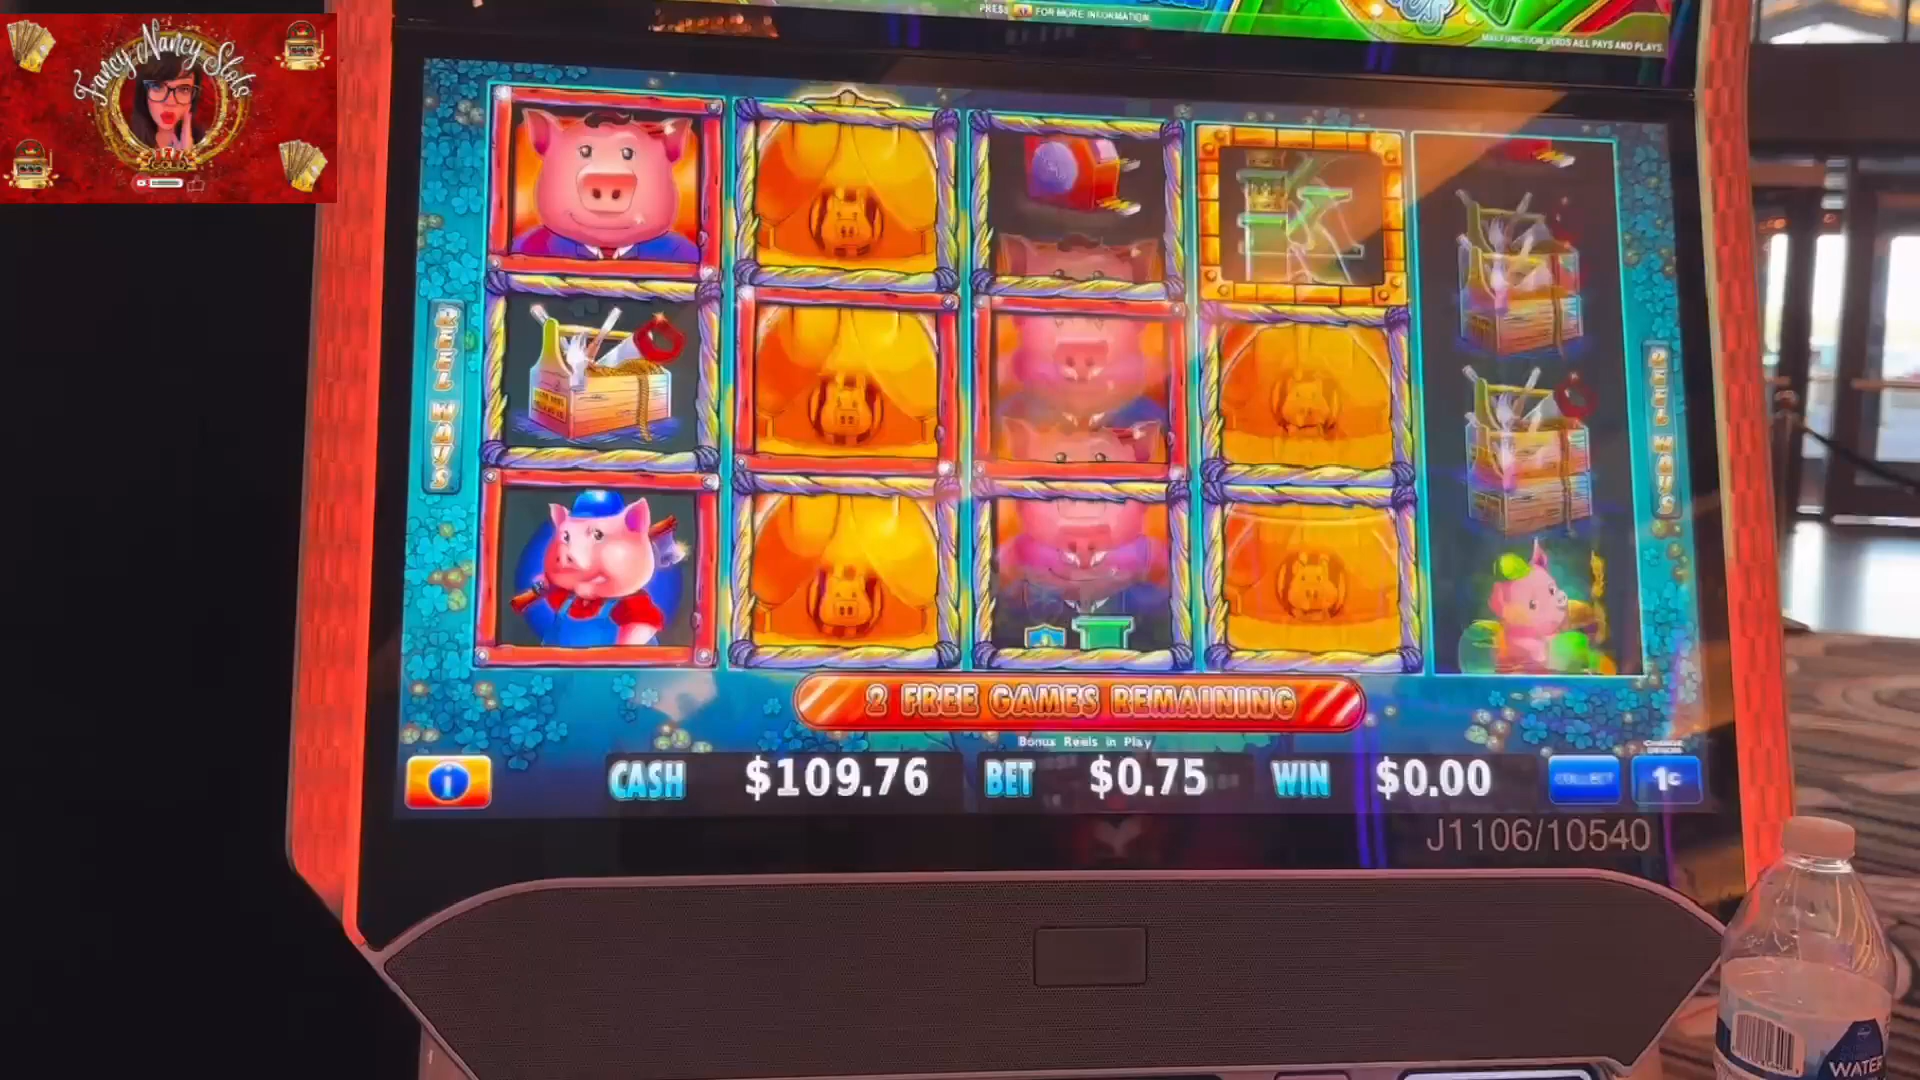 PRESS FOR MORE INFORMATION
MALFUNCTION VOIDS ALL PAYS AND PLAYS.
Fancy Nancy Slots
GOLD
REEL WAYS
REEL WAYS
2 FREE GAMES REMAINING
Bonus Reels in Play
CASH $109.76 BET $0.75 WIN $0.00 COLLECT 1¢
J1106/10540
WATER